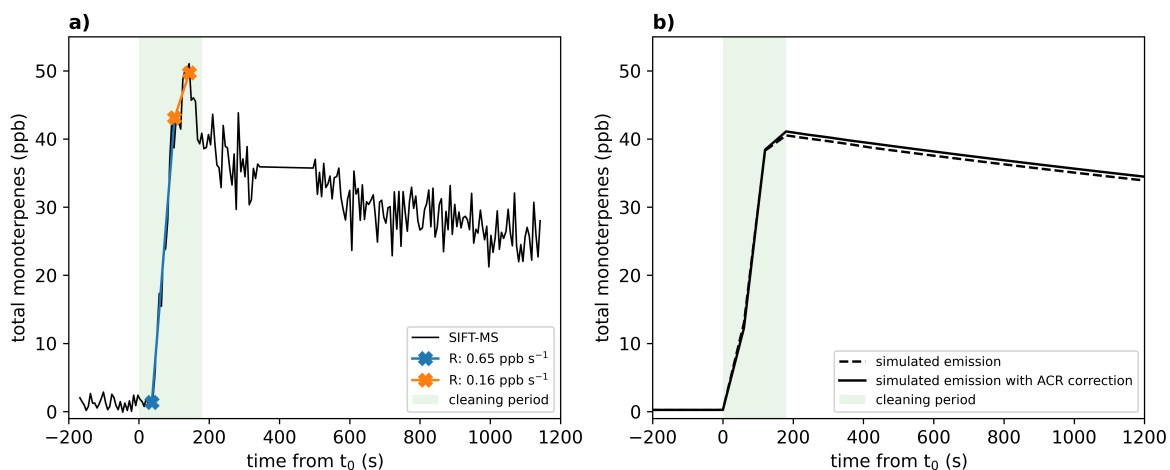 a)
total monoterpenes (ppb)
50
40
30
20
10
0
−200 0 200 400 600 800 1000 1200
time from t₀ (s)
SIFT-MS
R: 0.65 ppb s⁻¹
R: 0.16 ppb s⁻¹
cleaning period
b)
total monoterpenes (ppb)
50
40
30
20
10
0
−200 0 200 400 600 800 1000 1200
time from t₀ (s)
simulated emission
simulated emission with ACR correction
cleaning period